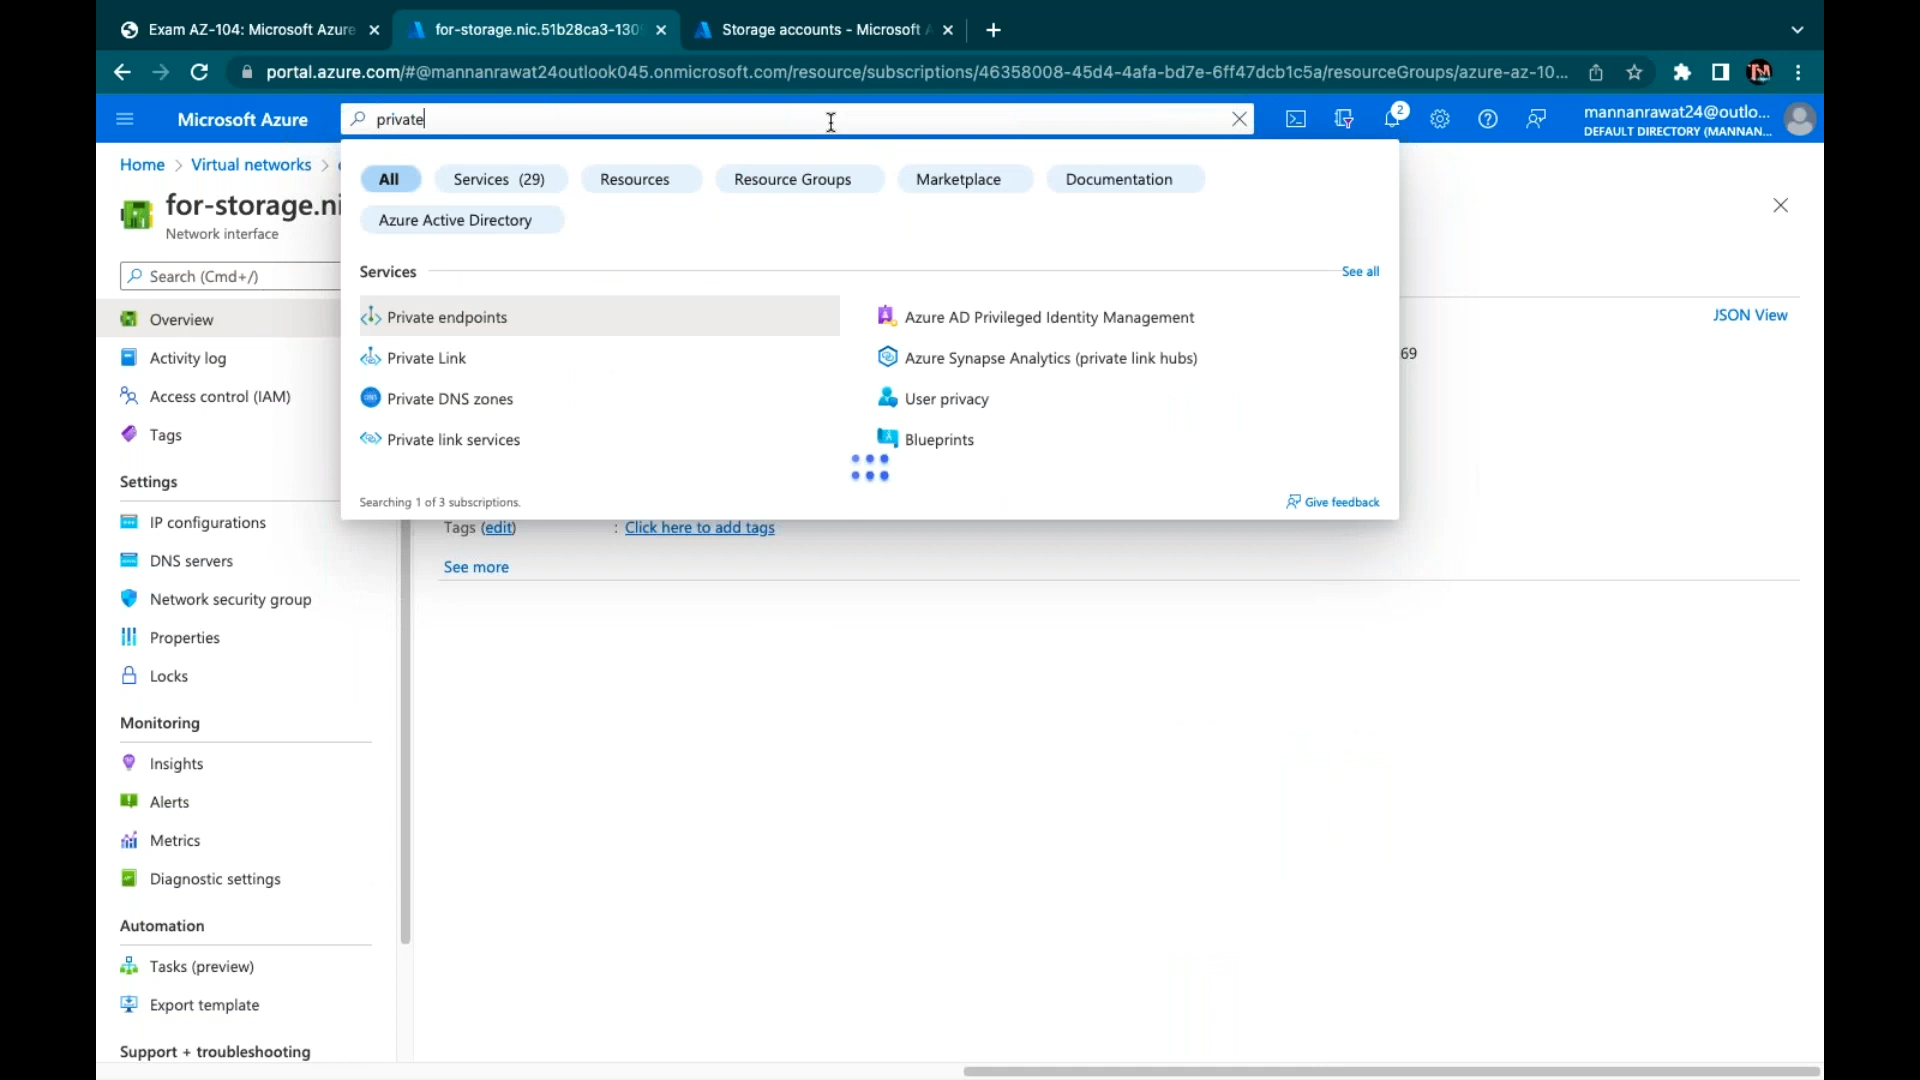 Exam AZ-104: Microsoft Azure
for-storage.nic.51b28ca3-130
Storage accounts - Microsoft
portal.azure.com/#@mannanrawat24outlook045.onmicrosoft.com/resource/subscriptions/46358008-45d4-4afa-bd7e-6ff47dcb1c5a/resourceGroups/azure-az-10...
Microsoft Azure
private
2
mannanrawat24@outlo...
DEFAULT DIRECTORY (MANNAN...
Home > Virtual networks >
All
Services (29)
Resources
Resource Groups
Marketplace
Documentation
Azure Active Directory
for-storage.ni
Network interface
Search (Cmd+/)
Services
See all
Private endpoints
Azure AD Privileged Identity Management
Private Link
Azure Synapse Analytics (private link hubs)
Private DNS zones
User privacy
Private link services
Blueprints
Searching 1 of 3 subscriptions.
Give feedback
JSON View
69
Tags (edit) : Click here to add tags
See more
Overview
Activity log
Access control (IAM)
Tags
Settings
IP configurations
DNS servers
Network security group
Properties
Locks
Monitoring
Insights
Alerts
Metrics
Diagnostic settings
Automation
Tasks (preview)
Export template
Support + troubleshooting